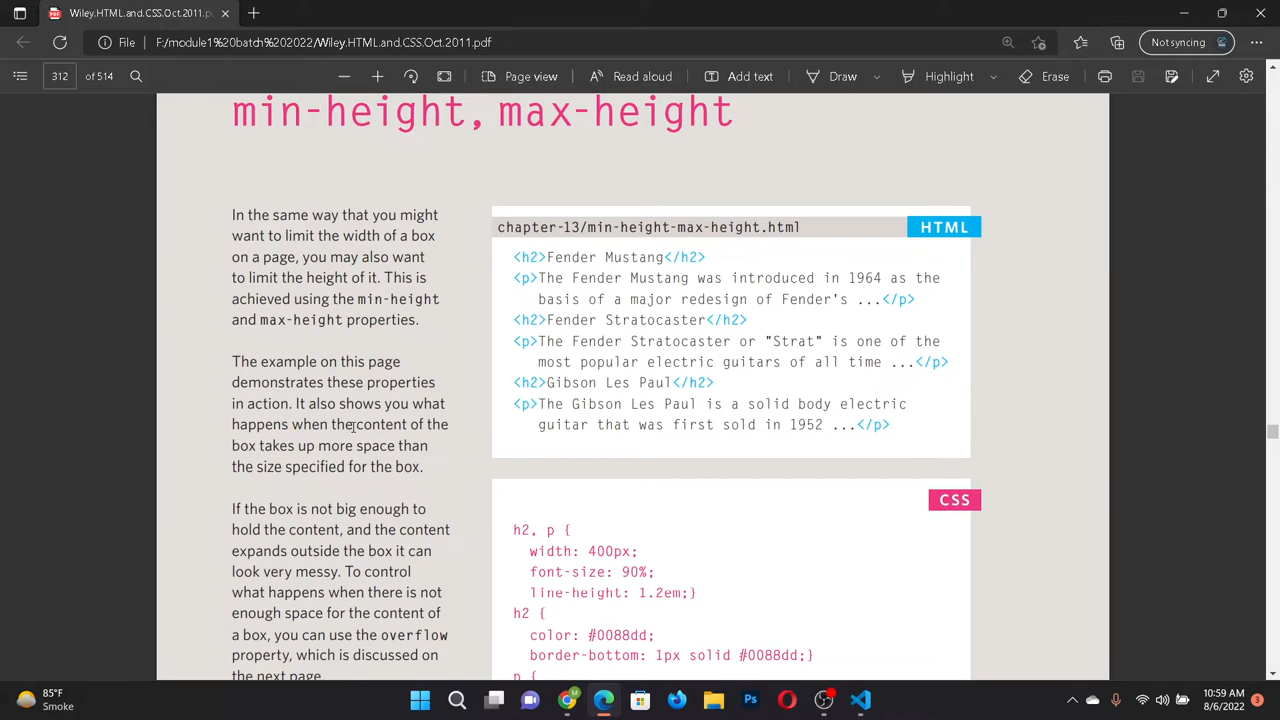 Wiley.HTML.and.CSS.Oct.2011.p
File
F:/module1%20batch%202022/Wiley.HTML.and.CSS.Oct.2011.pdf
Not syncing
312
of 514
Page view
Read aloud
Add text
Draw
Highlight
Erase
min-height, max-height
In the same way that you might
want to limit the width of a box
on a page, you may also want
to limit the height of it. This is
achieved using the min-height
and max-height properties.
The example on this page
demonstrates these properties
in action. It also shows you what
happens when the content of the
box takes up more space than
the size specified for the box.
If the box is not big enough to
hold the content, and the content
expands outside the box it can
look very messy. To control
what happens when there is not
enough space for the content of
a box, you can use the overflow
property, which is discussed on
the next page.
chapter-13/min-height-max-height.html
HTML
<h2>Fender Mustang</h2>
<p>The Fender Mustang was introduced in 1964 as the
basis of a major redesign of Fender's ...</p>
<h2>Fender Stratocaster</h2>
<p>The Fender Stratocaster or "Strat" is one of the
most popular electric guitars of all time ...</p>
<h2>Gibson Les Paul</h2>
<p>The Gibson Les Paul is a solid body electric
guitar that was first sold in 1952 ...</p>
CSS
h2, p {
width: 400px;
font-size: 90%;
line-height: 1.2em;}
h2 {
color: #0088dd;
border-bottom: 1px solid #0088dd;}
p {
85°F
Smoke
10:59 AM
8/6/2022
3